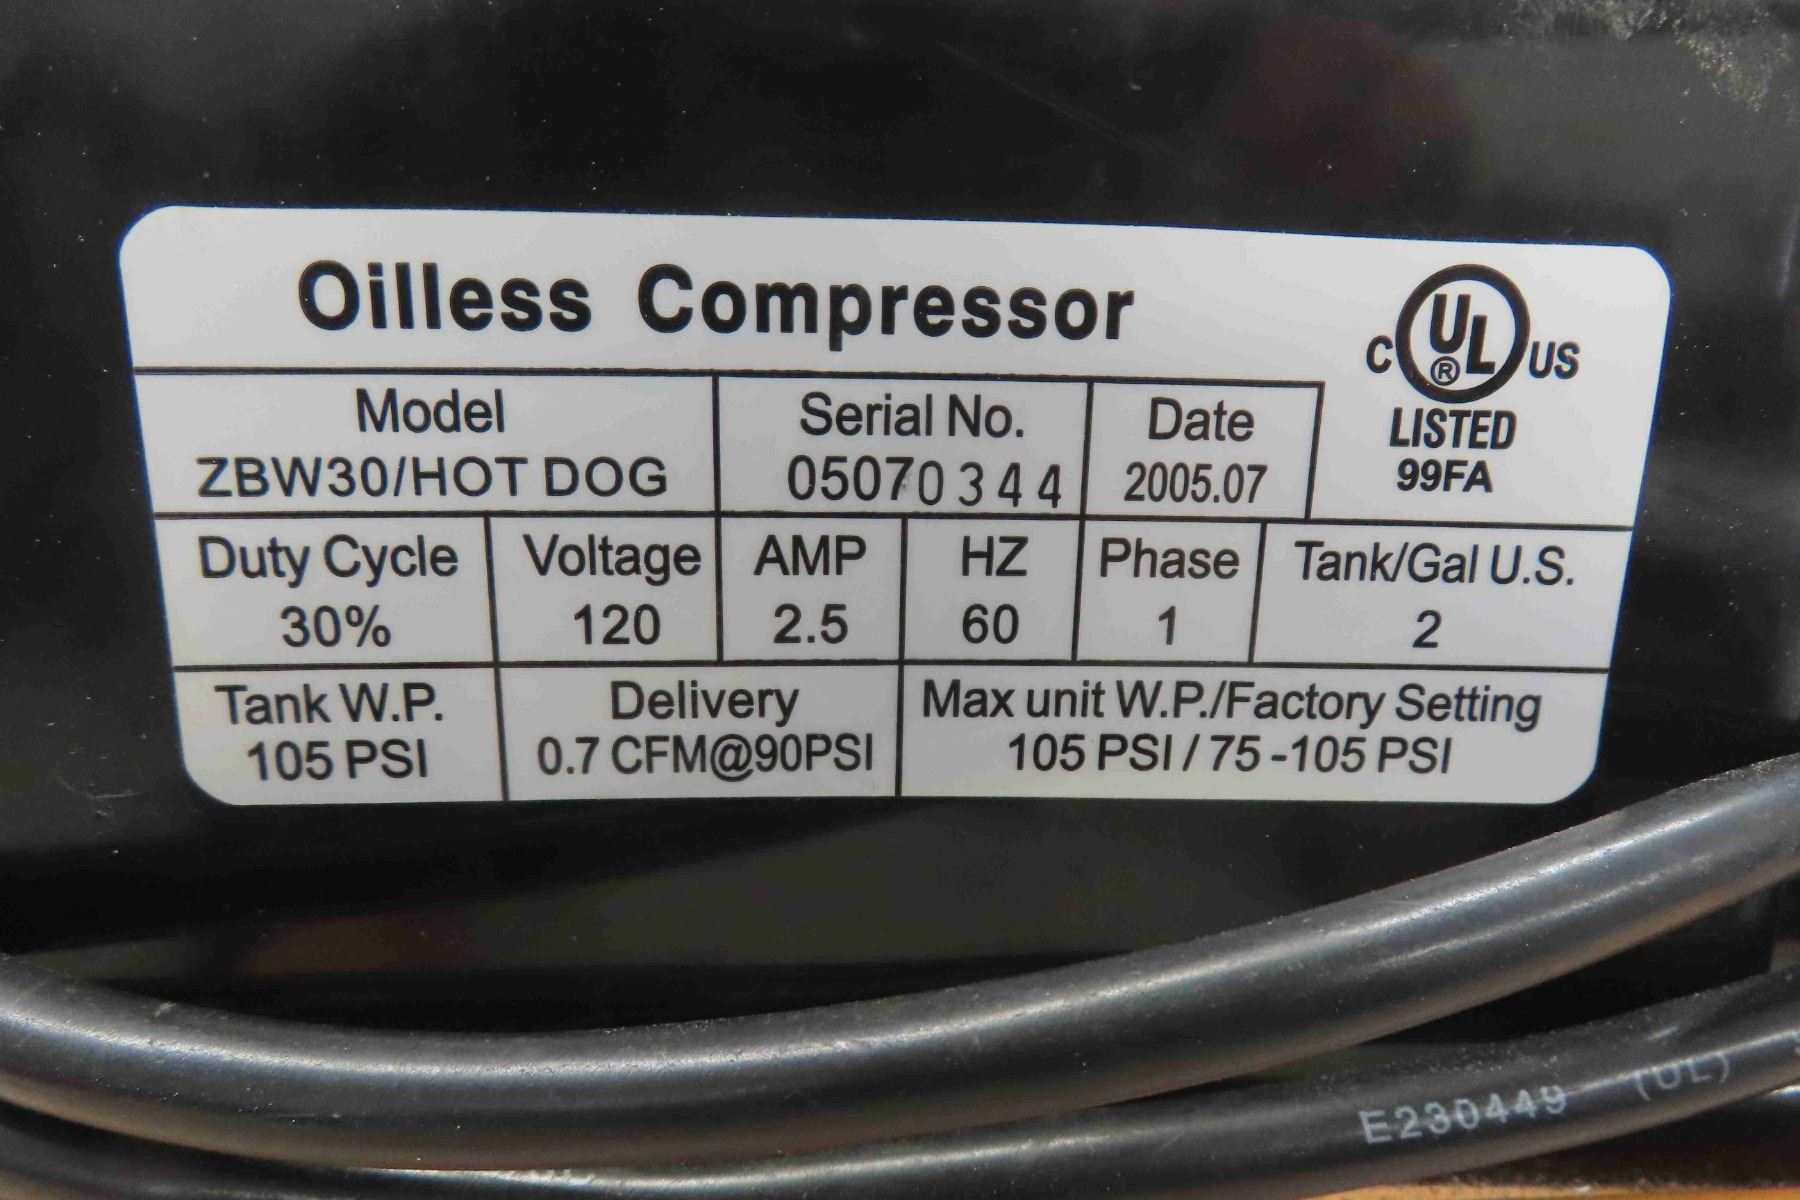 Oilless Compressor
C UL ® US
LISTED
99FA
Model
ZBW30/HOT DOG
Serial No.
05070344
Date
2005.07
Duty Cycle
30%
Voltage
120
AMP
2.5
HZ
60
Phase
1
Tank/Gal U.S.
2
Tank W.P.
105 PSI
Delivery
0.7 CFM@90PSI
Max unit W.P./Factory Setting
105 PSI / 75-105 PSI
E230449 (UL)